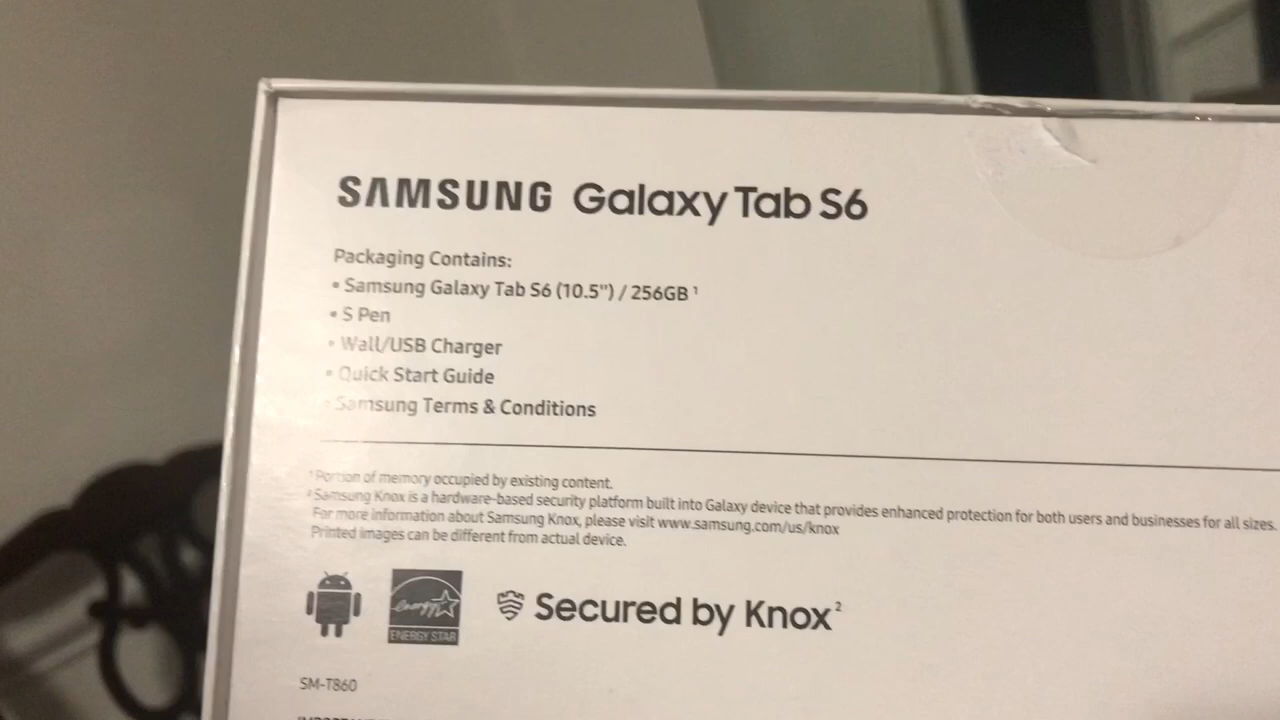 SAMSUNG Galaxy Tab S6
Packaging Contains:
• Samsung Galaxy Tab S6 (10.5") / 256GB ¹
• S Pen
• Wall/USB Charger
• Quick Start Guide
• Samsung Terms & Conditions
¹ Portion of memory occupied by existing content.
² Samsung Knox is a hardware-based security platform built into Galaxy device that provides enhanced protection for both users and businesses for all sizes.
For more information about Samsung Knox, please visit www.samsung.com/us/knox
Printed images can be different from actual device.
energy
ENERGY STAR
Secured by Knox²
SM-T860